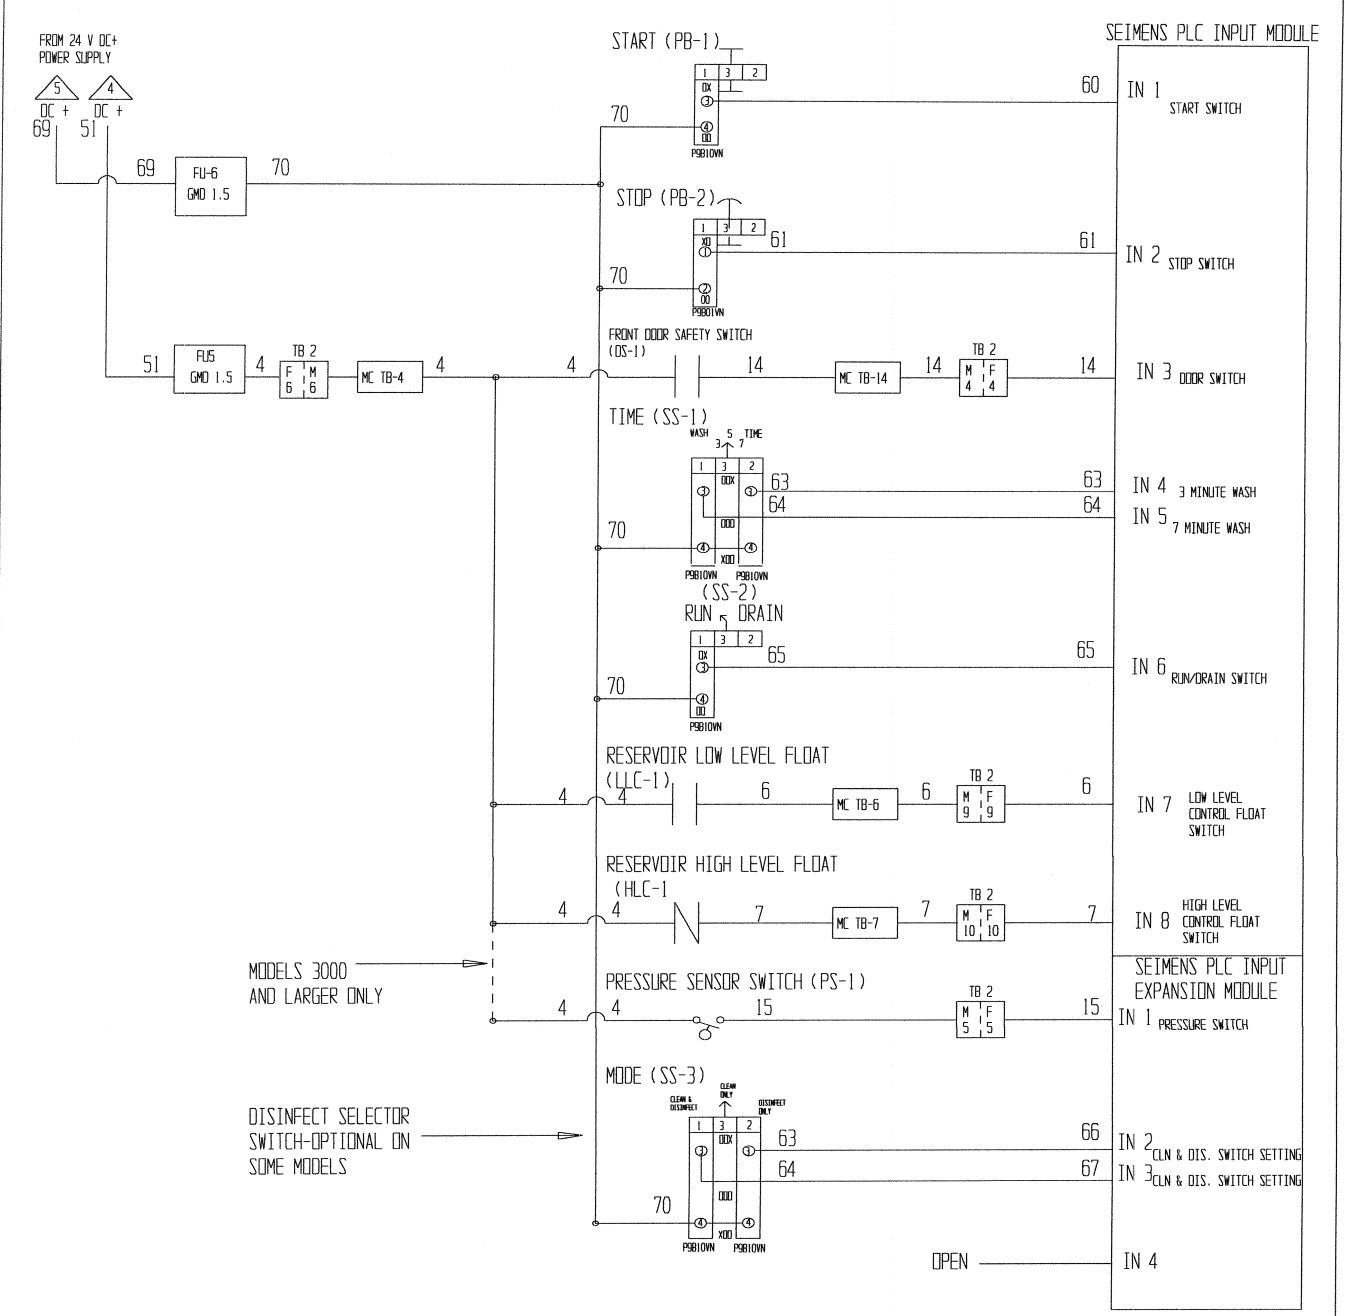 FROM 24 V DC+
POWER SUPPLY
5
4
DC +
DC +
69
51
69
FU-6
GMD 1.5
70
START (PB-1)
1 3 2
OX
3
4
OO
P9B10VN
70
60
SEIMENS PLC INPUT MODULE
IN 1
START SWITCH
STOP (PB-2)
1 3 2
XO
1
2
OO
P9B01VN
70
61
61
IN 2 STOP SWITCH
51
FU5
GMD 1.5
4
TB 2
F M
6 6
MC TB-4
4
FRONT DOOR SAFETY SWITCH
(DS-1)
4
14
MC TB-14
14
TB 2
M F
4 4
14
IN 3 DOOR SWITCH
TIME (SS-1)
WASH 5 TIME
3 7
1 3 2
OOX
3
3
OOO
4
4
XOO
P9B10VN
P9B10VN
70
63
63
64
64
IN 4 3 MINUTE WASH
IN 5 7 MINUTE WASH
(SS-2)
RUN DRAIN
1 3 2
OX
3
4
OO
P9B10VN
70
65
65
IN 6 RUN/DRAIN SWITCH
RESERVOIR LOW LEVEL FLOAT
(LLC-1)
4
4
6
MC TB-6
6
TB 2
M F
9 9
6
IN 7
LOW LEVEL
CONTROL FLOAT
SWITCH
RESERVOIR HIGH LEVEL FLOAT
(HLC-1
4
4
7
MC TB-7
7
TB 2
M F
10 10
7
IN 8
HIGH LEVEL
CONTROL FLOAT
SWITCH
MODELS 3000
AND LARGER ONLY
SEIMENS PLC INPUT
EXPANSION MODULE
PRESSURE SENSOR SWITCH (PS-1)
4
4
15
TB 2
M F
5 5
15
IN 1 PRESSURE SWITCH
MODE (SS-3)
CLEAN &
DISINFECT
CLEAN
ONLY
DISINFECT
ONLY
1 3 2
OOX
3
3
OOO
4
4
XOO
P9B10VN
P9B10VN
DISINFECT SELECTOR
SWITCH-OPTIONAL ON
SOME MODELS
70
63
66
64
67
IN 2 CLN & DIS. SWITCH SETTING
IN 3 CLN & DIS. SWITCH SETTING
OPEN
IN 4